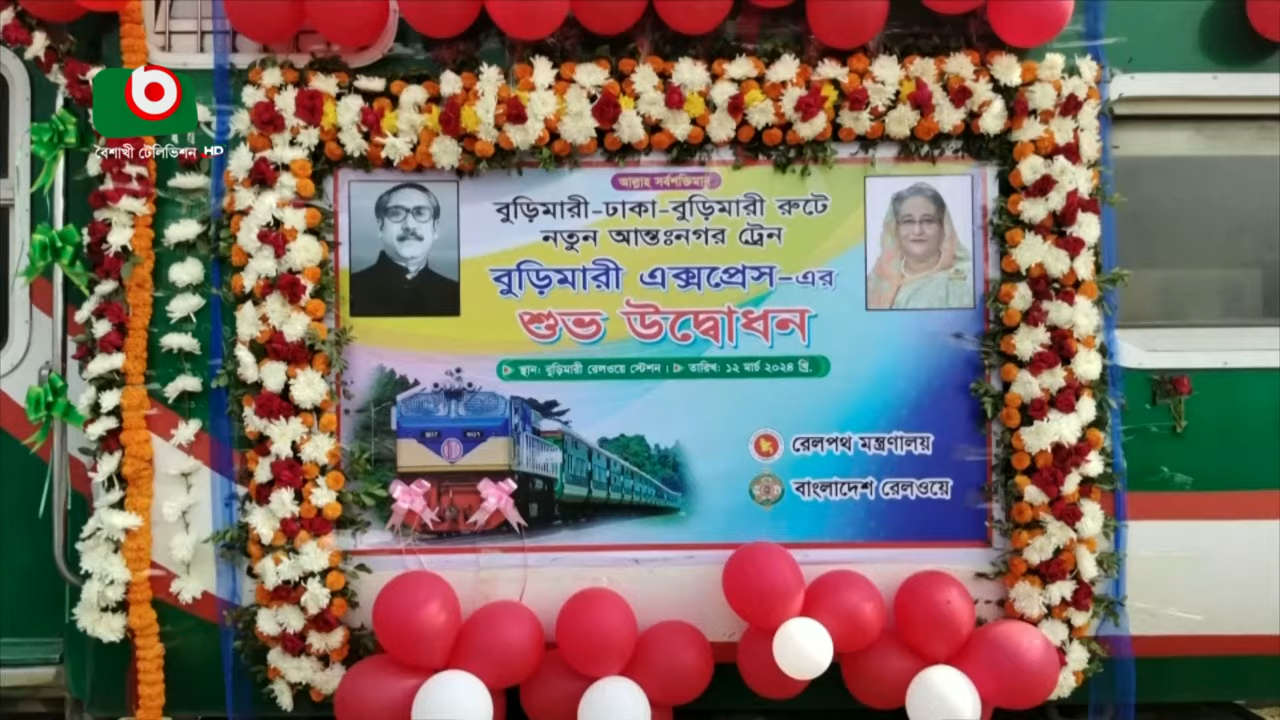 বৈশাখী টেলিভিশন HD
আল্লাহ সর্বশক্তিমান
বুড়িমারী-ঢাকা-বুড়িমারী রুটে
নতুন আন্তঃনগর ট্রেন
বুড়িমারী এক্সপ্রেস-এর
শুভ উদ্বোধন
স্থান: বুড়িমারী রেলওয়ে স্টেশন। তারিখ: ১২ মার্চ ২০২৪ খ্রি.
রেলপথ মন্ত্রণালয়
বাংলাদেশ রেলওয়ে